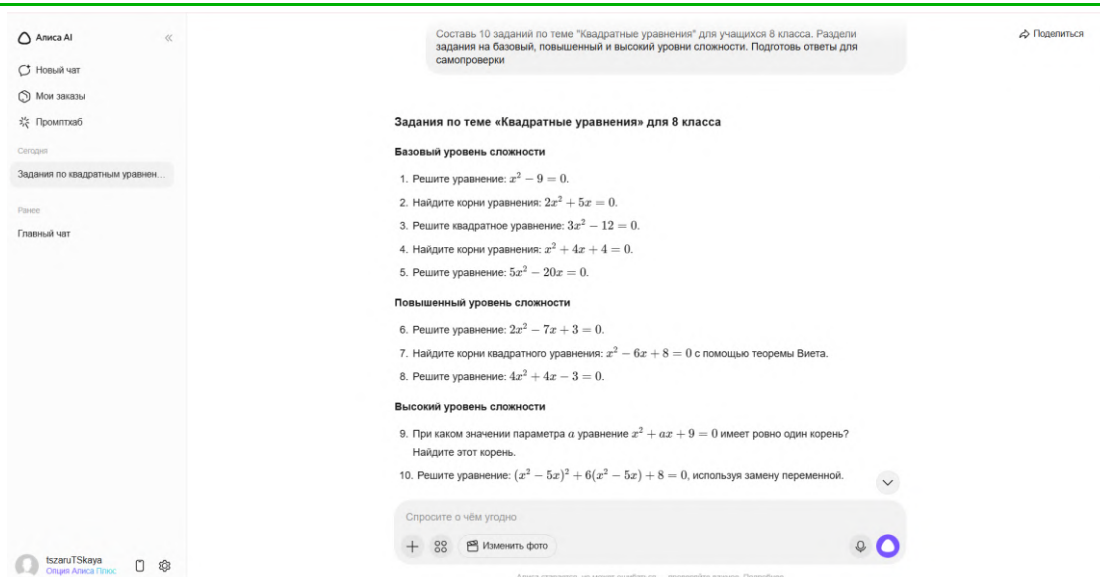 Алиса AI
Новый чат
Мои заказы
Промптхаб
Сегодня
Задания по квадратным уравнен...
Ранее
Главный чат
tszaruTSkaya
Опция Алиса Плюс
Составь 10 заданий по теме "Квадратные уравнения" для учащихся 8 класса. Раздели
задания на базовый, повышенный и высокий уровни сложности. Подготовь ответы для
самопроверки
Поделиться
Задания по теме «Квадратные уравнения» для 8 класса
Базовый уровень сложности
1. Решите уравнение: x² − 9 = 0.
2. Найдите корни уравнения: 2x² + 5x = 0.
3. Решите квадратное уравнение: 3x² − 12 = 0.
4. Найдите корни уравнения: x² + 4x + 4 = 0.
5. Решите уравнение: 5x² − 20x = 0.
Повышенный уровень сложности
6. Решите уравнение: 2x² − 7x + 3 = 0.
7. Найдите корни квадратного уравнения: x² − 6x + 8 = 0 с помощью теоремы Виета.
8. Решите уравнение: 4x² + 4x − 3 = 0.
Высокий уровень сложности
9. При каком значении параметра a уравнение x² + ax + 9 = 0 имеет ровно один корень?
Найдите этот корень.
10. Решите уравнение: (x² − 5x)² + 6(x² − 5x) + 8 = 0, используя замену переменной.
Спросите о чём угодно
Изменить фото